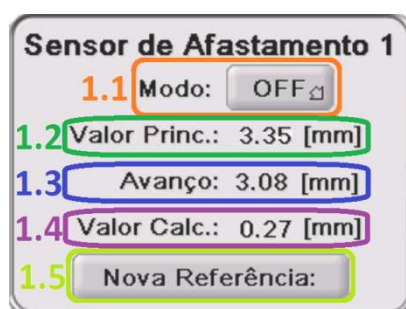 Sensor de Afastamento 1
1.1 Modo: OFF
1.2 Valor Princ.: 3.35 [mm]
1.3 Avanço: 3.08 [mm]
1.4 Valor Calc.: 0.27 [mm]
1.5 Nova Referência: